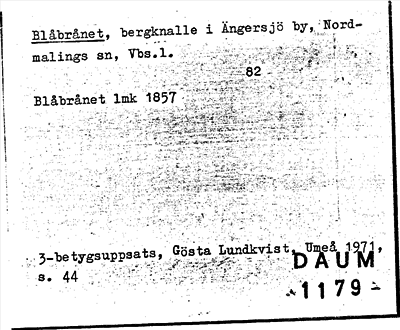 Blåbrånet, bergknalle i Ängersjö by, Nord-
malings sn, Vbs.l.
82
Blåbrånet lmk 1857
3-betygsuppsats, Gösta Lundkvist, Umeå 1971,
s. 44
DAUM
1179